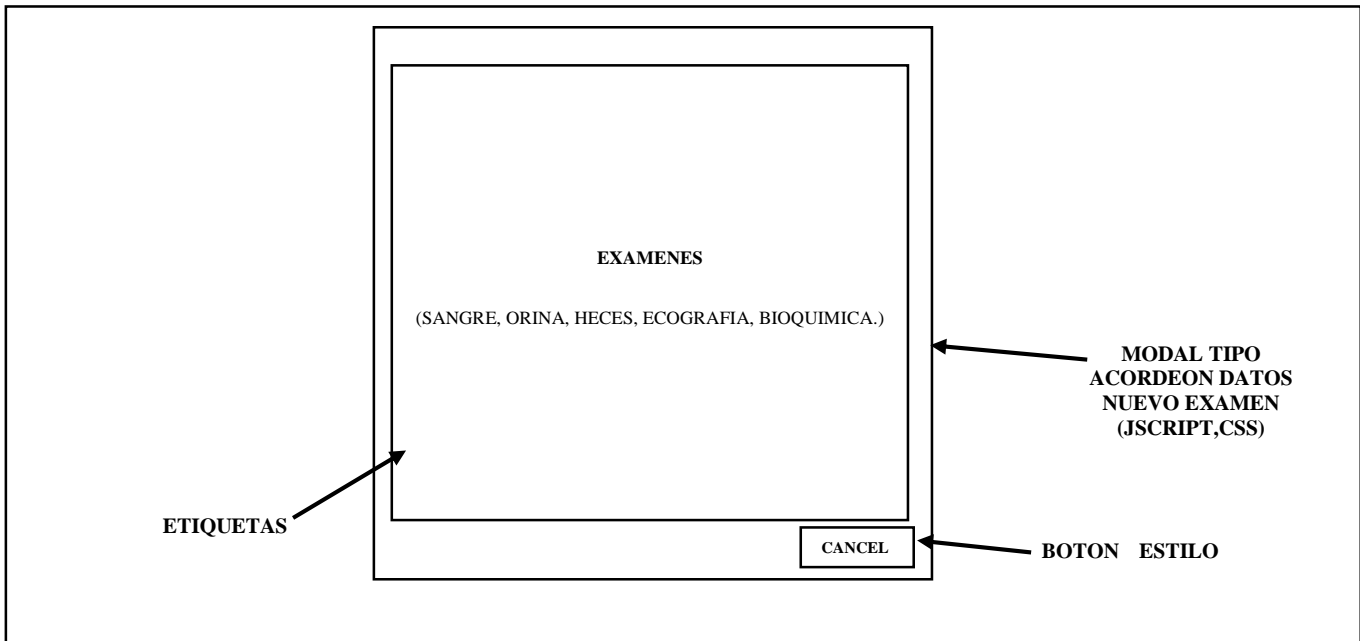 EXAMENES
(SANGRE, ORINA, HECES, ECOGRAFIA, BIOQUIMICA.)
MODAL TIPO
ACORDEON DATOS
NUEVO EXAMEN
(JSCRIPT,CSS)
ETIQUETAS
CANCEL
BOTON ESTILO